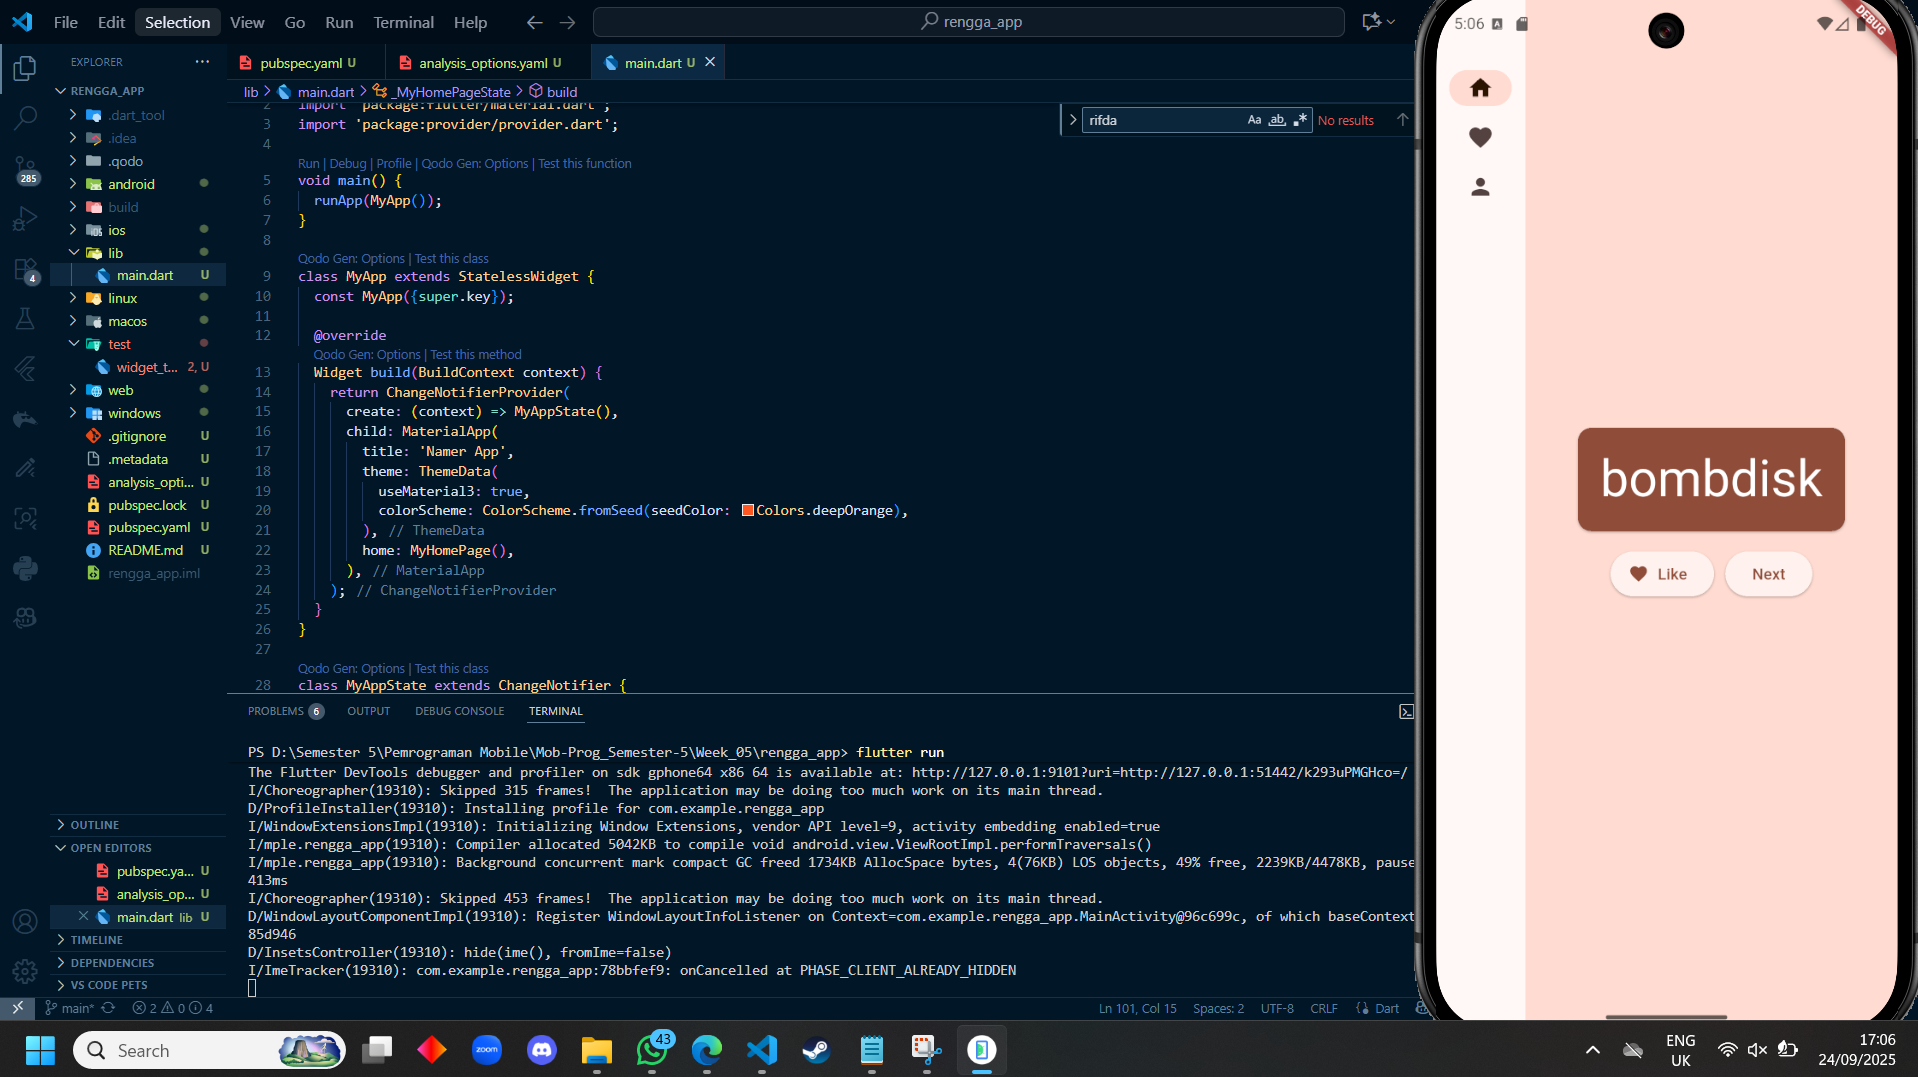 File Edit Selection View Go Run Terminal Help
rengga_app
EXPLORER
RENGGA_APP
.dart_tool
.idea
.qodo
android
build
ios
lib
main.dart U
linux
macos
test
widget_t... 2, U
web
windows
.gitignore U
.metadata U
analysis_opti... U
pubspec.lock U
pubspec.yaml U
README.md U
rengga_app.iml
OUTLINE
OPEN EDITORS
pubspec.ya... U
analysis_op... U
main.dart lib U
TIMELINE
DEPENDENCIES
VS CODE PETS
285
4
pubspec.yaml U
analysis_options.yaml U
main.dart U
lib > main.dart > _MyHomePageState > build
rifda
Aa ab .*
No results
2 import 'package:flutter/material.dart';
3 import 'package:provider/provider.dart';
4
Run | Debug | Profile | Qodo Gen: Options | Test this function
5 void main() {
6 runApp(MyApp());
7 }
8
Qodo Gen: Options | Test this class
9 class MyApp extends StatelessWidget {
10 const MyApp({super.key});
11
12 @override
Qodo Gen: Options | Test this method
13 Widget build(BuildContext context) {
14 return ChangeNotifierProvider(
15 create: (context) => MyAppState(),
16 child: MaterialApp(
17 title: 'Namer App',
18 theme: ThemeData(
19 useMaterial3: true,
20 colorScheme: ColorScheme.fromSeed(seedColor: Colors.deepOrange),
21 ), // ThemeData
22 home: MyHomePage(),
23 ), // MaterialApp
24 ); // ChangeNotifierProvider
25 }
26 }
27
Qodo Gen: Options | Test this class
28 class MyAppState extends ChangeNotifier {
PROBLEMS 6 OUTPUT DEBUG CONSOLE TERMINAL
PS D:\Semester 5\Pemrograman Mobile\Mob-Prog_Semester-5\Week_05\rengga_app> flutter run
The Flutter DevTools debugger and profiler on sdk gphone64 x86 64 is available at: http://127.0.0.1:9101?uri=http://127.0.0.1:51442/k293uPMGHco=/
I/Choreographer(19310): Skipped 315 frames!  The application may be doing too much work on its main thread.
D/ProfileInstaller(19310): Installing profile for com.example.rengga_app
I/WindowExtensionsImpl(19310): Initializing Window Extensions, vendor API level=9, activity embedding enabled=true
I/mple.rengga_app(19310): Compiler allocated 5042KB to compile void android.view.ViewRootImpl.performTraversals()
I/mple.rengga_app(19310): Background concurrent mark compact GC freed 1734KB AllocSpace bytes, 4(76KB) LOS objects, 49% free, 2239KB/4478KB, pause
413ms
I/Choreographer(19310): Skipped 453 frames!  The application may be doing too much work on its main thread.
D/WindowLayoutComponentImpl(19310): Register WindowLayoutInfoListener on Context=com.example.rengga_app.MainActivity@96c699c, of which baseContext
85d946
D/InsetsController(19310): hide(ime(), fromIme=false)
I/ImeTracker(19310): com.example.rengga_app:78bbfef9: onCancelled at PHASE_CLIENT_ALREADY_HIDDEN
main* 2 0 4
Ln 101, Col 15 Spaces: 2 UTF-8 CRLF Dart
5:06
DEBUG
bombdisk
Like
Next
Search
zoom
43
ENG
UK
17:06
24/09/2025